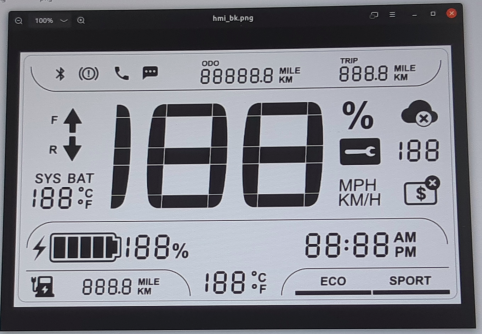 100%
hmi_bk.png
ODO
88888.8 MILE
KM
TRIP
888.8 MILE
KM
F
R
SYS BAT
188 °C
°F
188
%
188
MPH
KM/H
$
188%
88:88 AM
PM
888.8 MILE
KM
188 °C
°F
ECO
SPORT